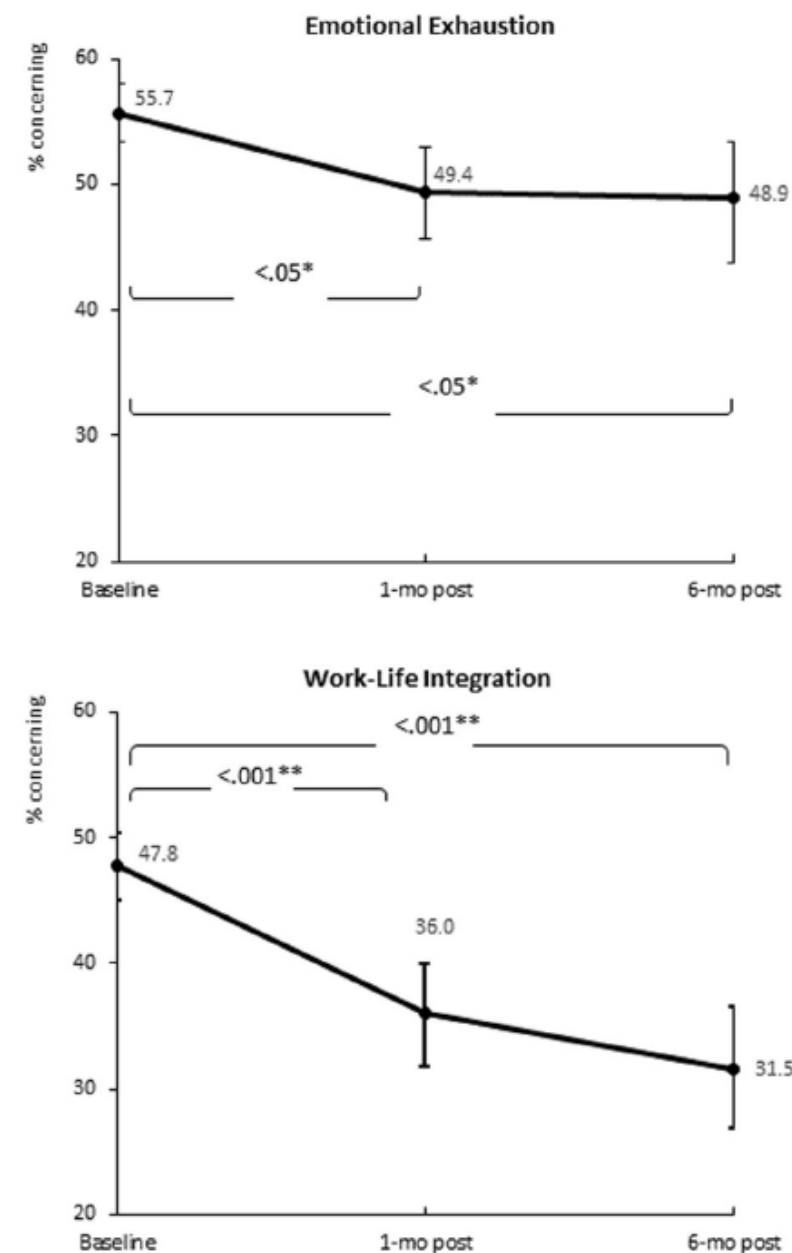 Emotional Exhaustion
% concerning
60
50
40
30
20
55.7
49.4
48.9
<.05*
<.05*
Baseline
1-mo post
6-mo post
Work-Life Integration
% concerning
60
50
40
30
20
<.001**
<.001**
47.8
36.0
31.5
Baseline
1-mo post
6-mo post